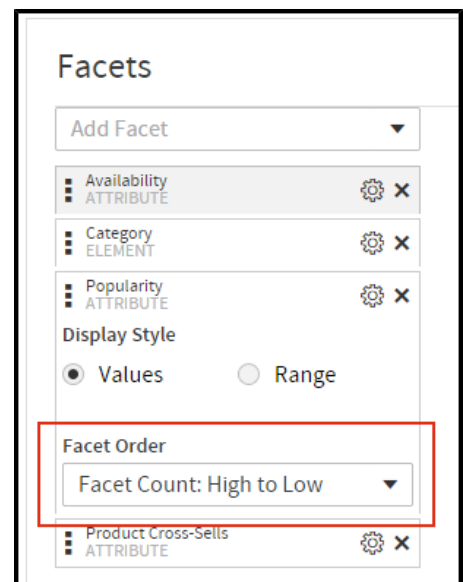 Facets
Add Facet
Availability
ATTRIBUTE
Category
ELEMENT
Popularity
ATTRIBUTE
Display Style
Values Range
Facet Order
Facet Count: High to Low
Product Cross-Sells
ATTRIBUTE